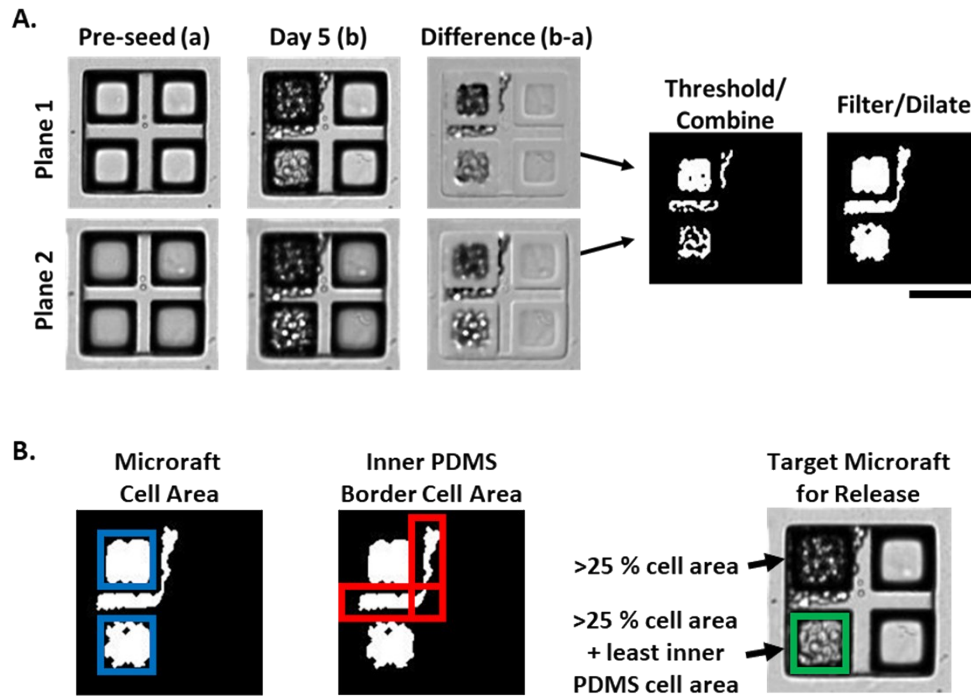 A.
Pre-seed (a)
Day 5 (b)
Difference (b-a)
Plane 1
Plane 2
Threshold/
Combine
Filter/Dilate
B.
Microraft
Cell Area
Inner PDMS
Border Cell Area
Target Microraft
for Release
>25 % cell area
>25 % cell area
+ least inner
PDMS cell area